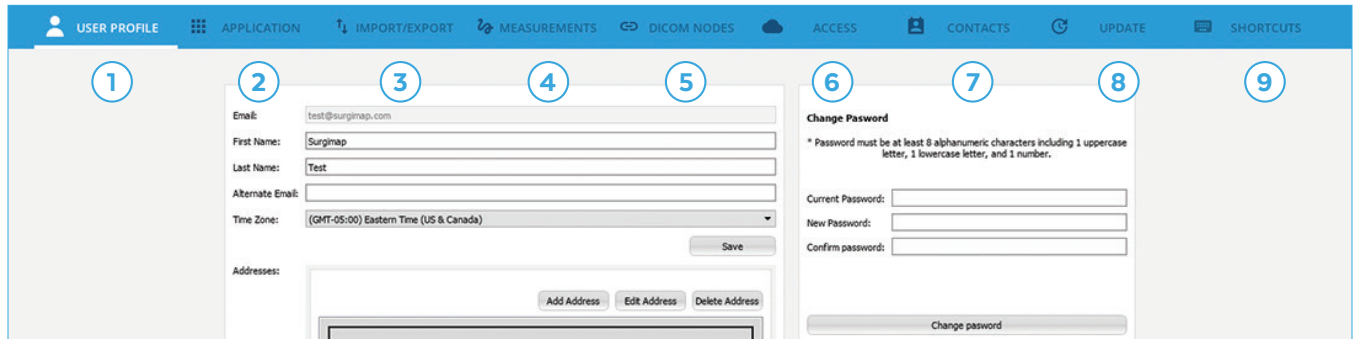 USER PROFILE APPLICATION IMPORT/EXPORT MEASUREMENTS DICOM NODES ACCESS CONTACTS UPDATE SHORTCUTS
1 2 3 4 5 6 7 8 9
Email: test@surgimap.com
First Name: Surgimap
Last Name: Test
Alternate Email:
Time Zone: (GMT-05:00) Eastern Time (US & Canada)
Save
Addresses:
Add Address Edit Address Delete Address
Change Pasword
* Password must be at least 8 alphanumeric characters including 1 uppercase
letter, 1 lowercase letter, and 1 number.
Current Password:
New Password:
Confirm password:
Change pasword